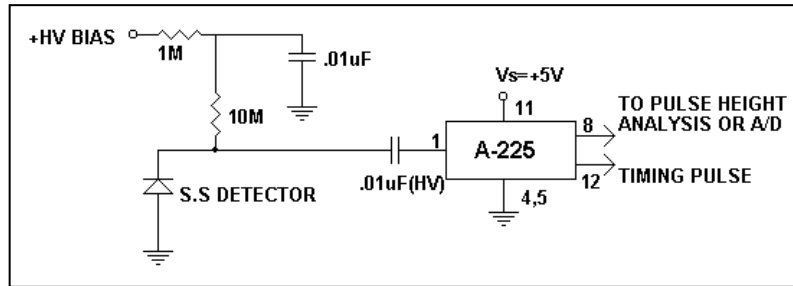 +HV BIAS
1M
.01uF
10M
Vs=+5V
11
TO PULSE HEIGHT
ANALYSIS OR A/D
8
1
A-225
12
TIMING PULSE
.01uF(HV)
4,5
S.S DETECTOR